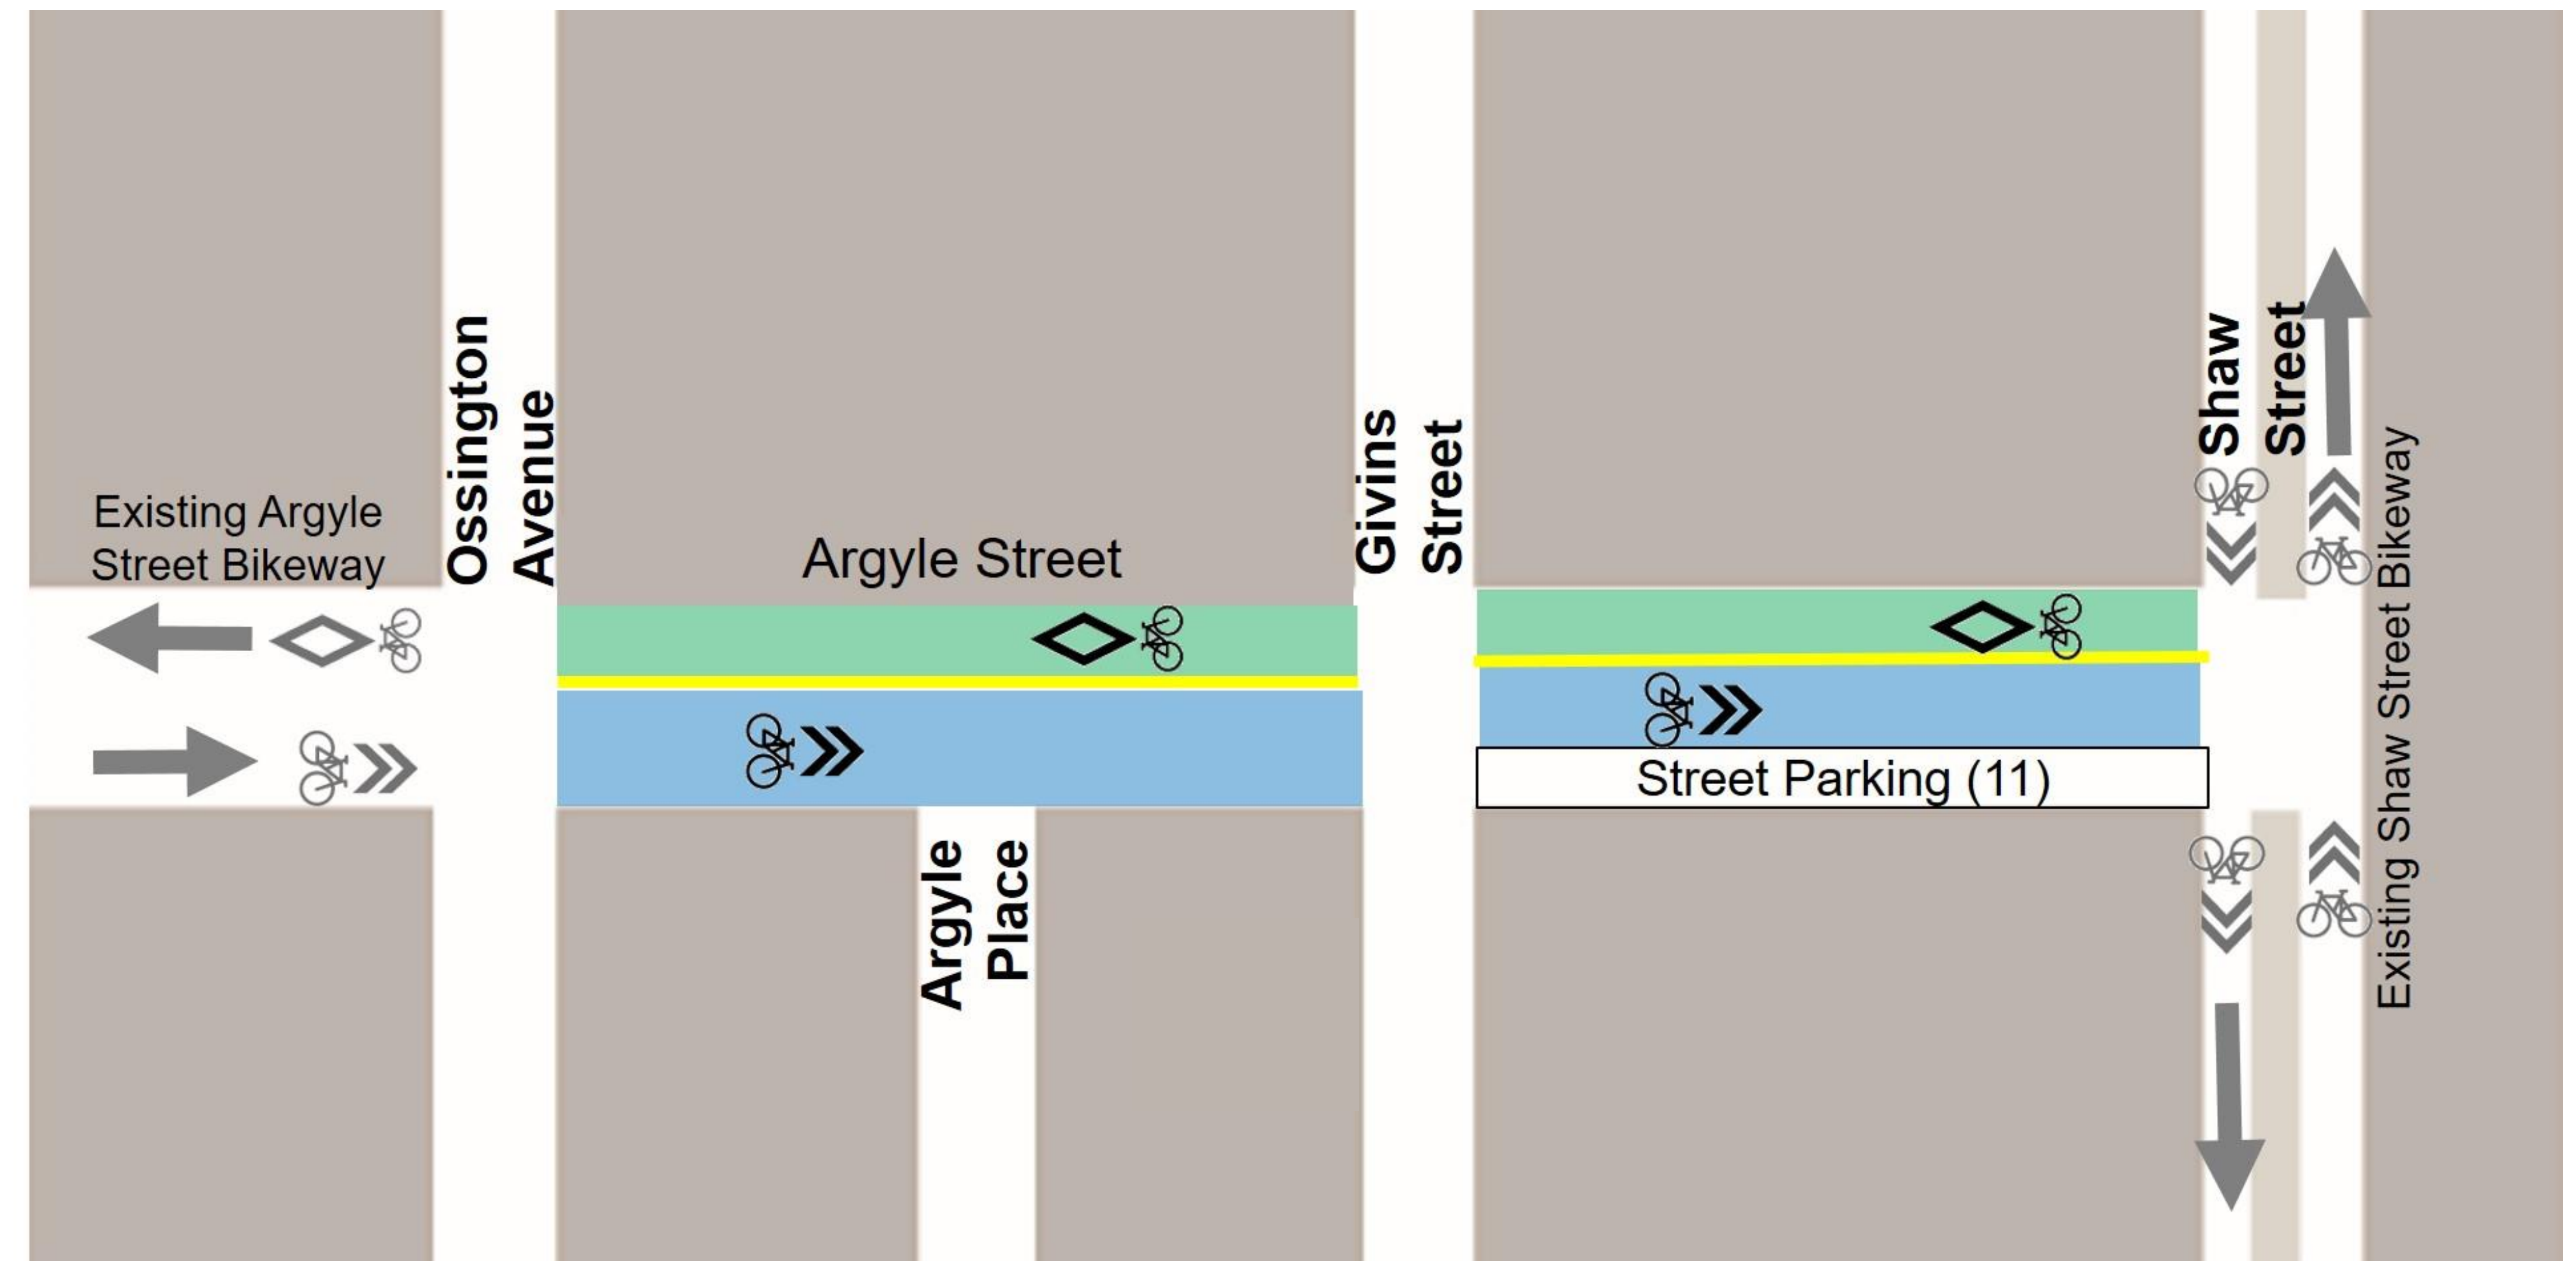 Existing Argyle
Street Bikeway
Ossington
Avenue
Argyle Street
Givins
Street
Shaw
Street
Existing Shaw Street Bikeway
Street Parking (11)
Argyle
Place